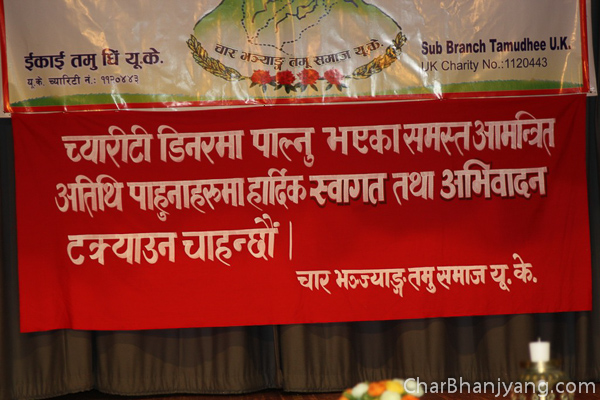 चार भञ्ज्याङ्ग तमु समाज यू.के.
ईकाई तमु धिं यू.के.
यू.के. च्यारिटी नं.: ११२०४४३
Sub Branch Tamudhee U.K.
UK Charity No.:1120443
च्यारीटी डिनरमा पाल्नु भएका समस्त आमन्त्रित
अतिथि पाहुनाहरुमा हार्दिक स्वागत तथा अभिवादन
टक्र्याउन चाहन्छौं |
चार भञ्ज्याङ्ग तमु समाज यू. के.
CharBhanjyang.com